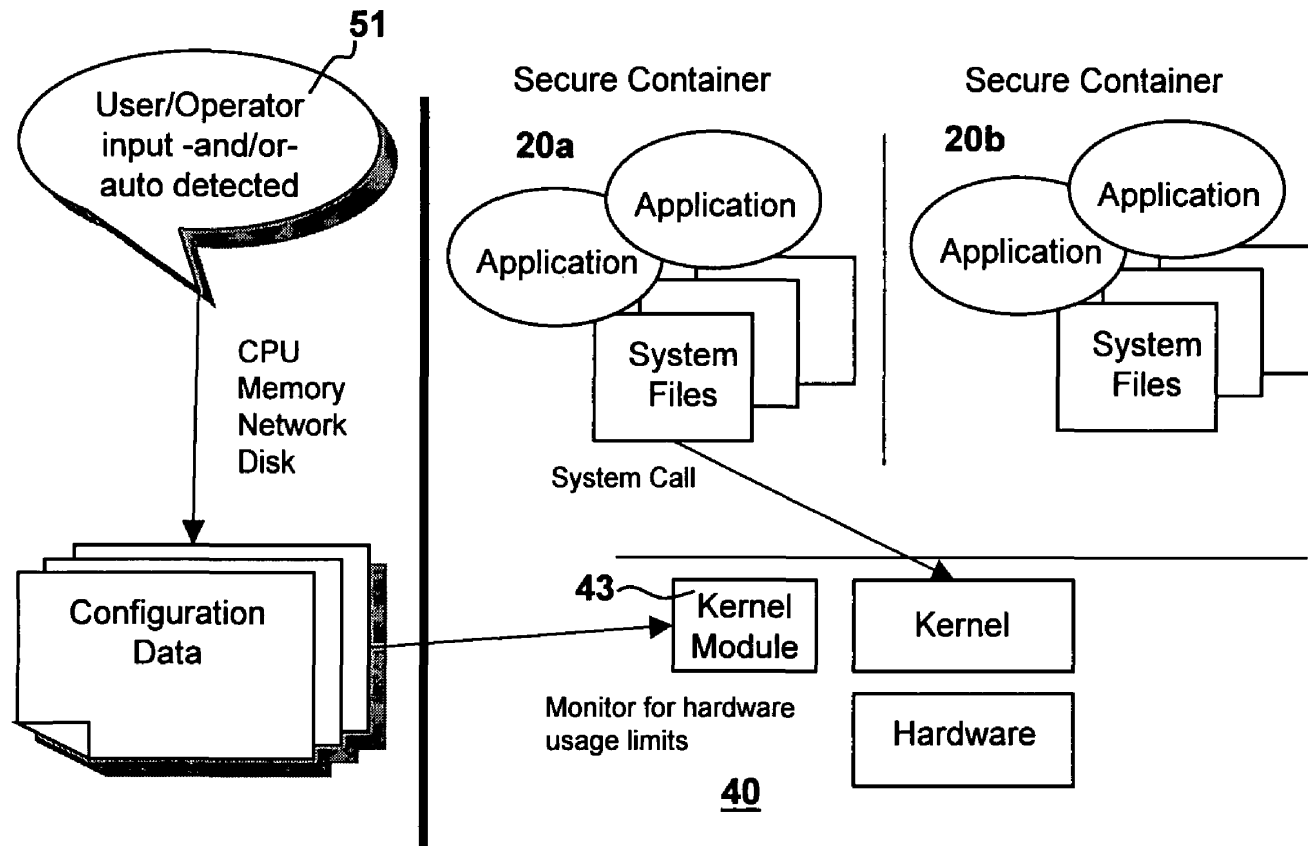 51
User/Operator
input -and/or-
auto detected
CPU
Memory
Network
Disk
Configuration
Data
Secure Container
20a
Application
Application
System
Files
System Call
Secure Container
20b
Application
Application
System
Files
43
Kernel
Module
Kernel
Monitor for hardware
usage limits
Hardware
40